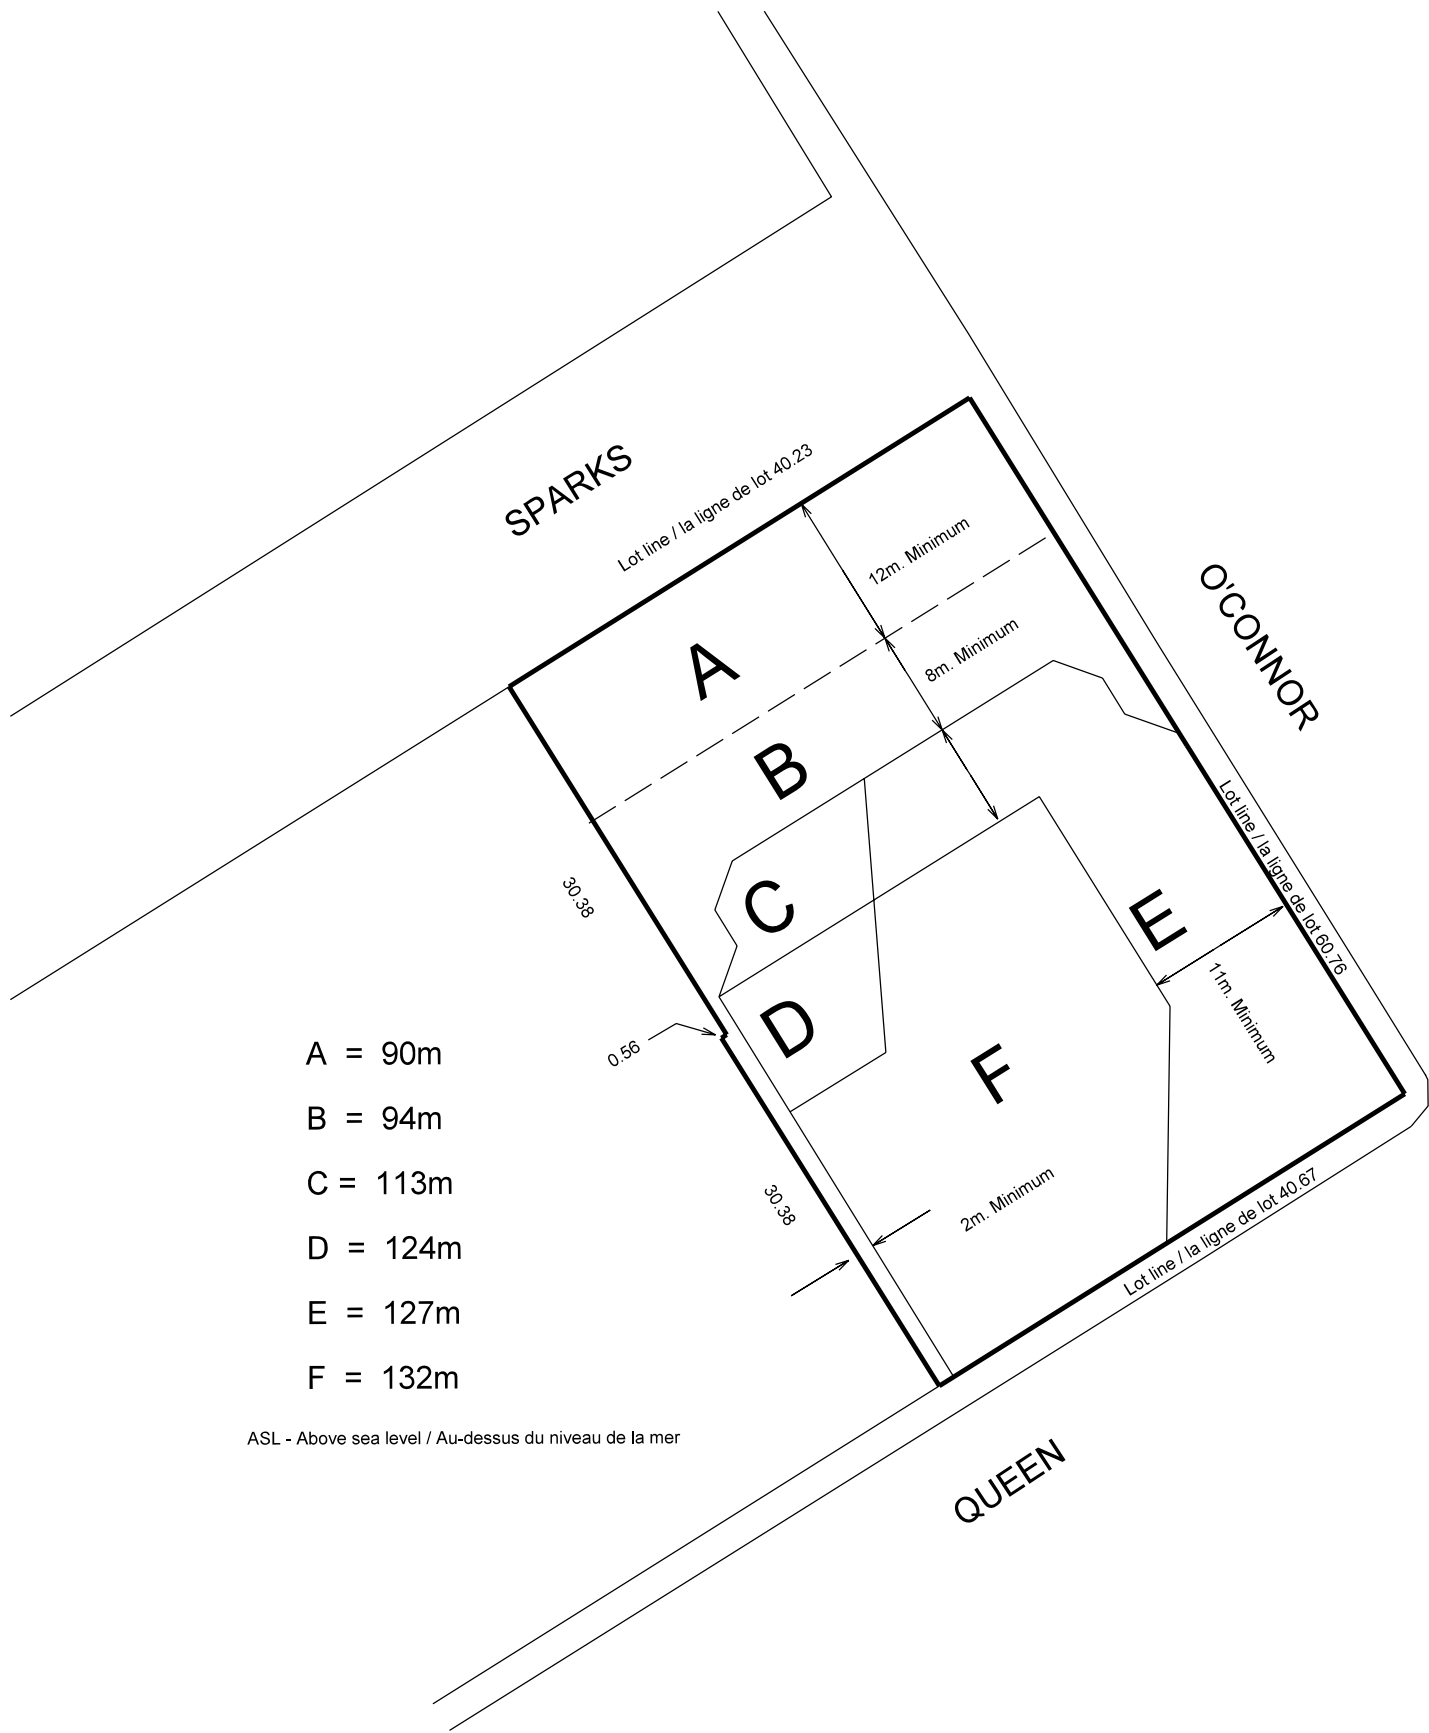 SPARKS
Lot line / la ligne de lot 40.23
12m. Minimum
O'CONNOR
8m. Minimum
A
B
Lot line / la ligne de lot 60.76
30.38
C
E
11m. Minimum
D
0.56
F
A = 90m
B = 94m
C = 113m
D = 124m
E = 127m
F = 132m
30.38
2m. Minimum
Lot line / la ligne de lot 40.67
ASL - Above sea level / Au-dessus du niveau de la mer
QUEEN